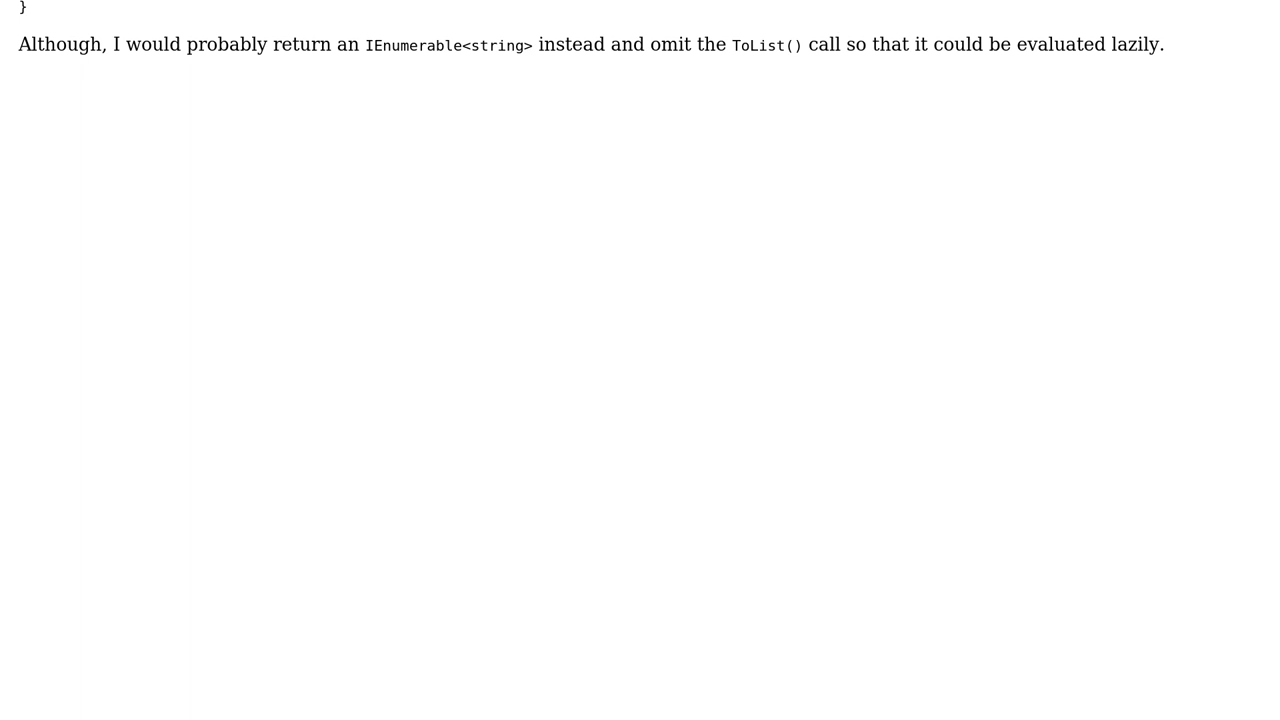 }
Although, I would probably return an IEnumerable<string> instead and omit the ToList() call so that it could be evaluated lazily.